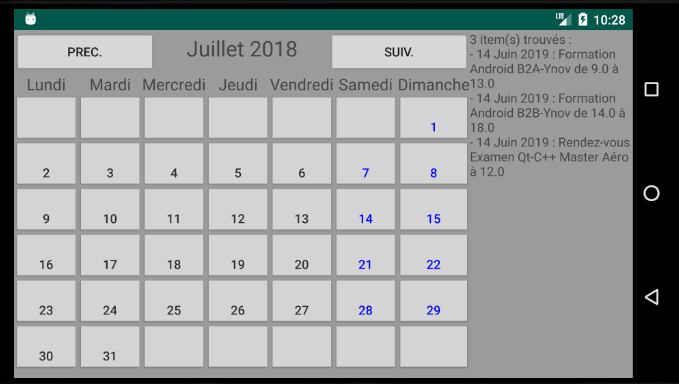 LTE 10:28
PREC. Juillet 2018 SUIV.
Lundi Mardi Mercredi Jeudi Vendredi Samedi Dimanche
1
2 3 4 5 6 7 8
9 10 11 12 13 14 15
16 17 18 19 20 21 22
23 24 25 26 27 28 29
30 31
3 item(s) trouvés :
- 14 Juin 2019 : Formation
Android B2A-Ynov de 9.0 à
13.0
- 14 Juin 2019 : Formation
Android B2B-Ynov de 14.0 à
18.0
- 14 Juin 2019 : Rendez-vous
Examen Qt-C++ Master Aéro
à 12.0